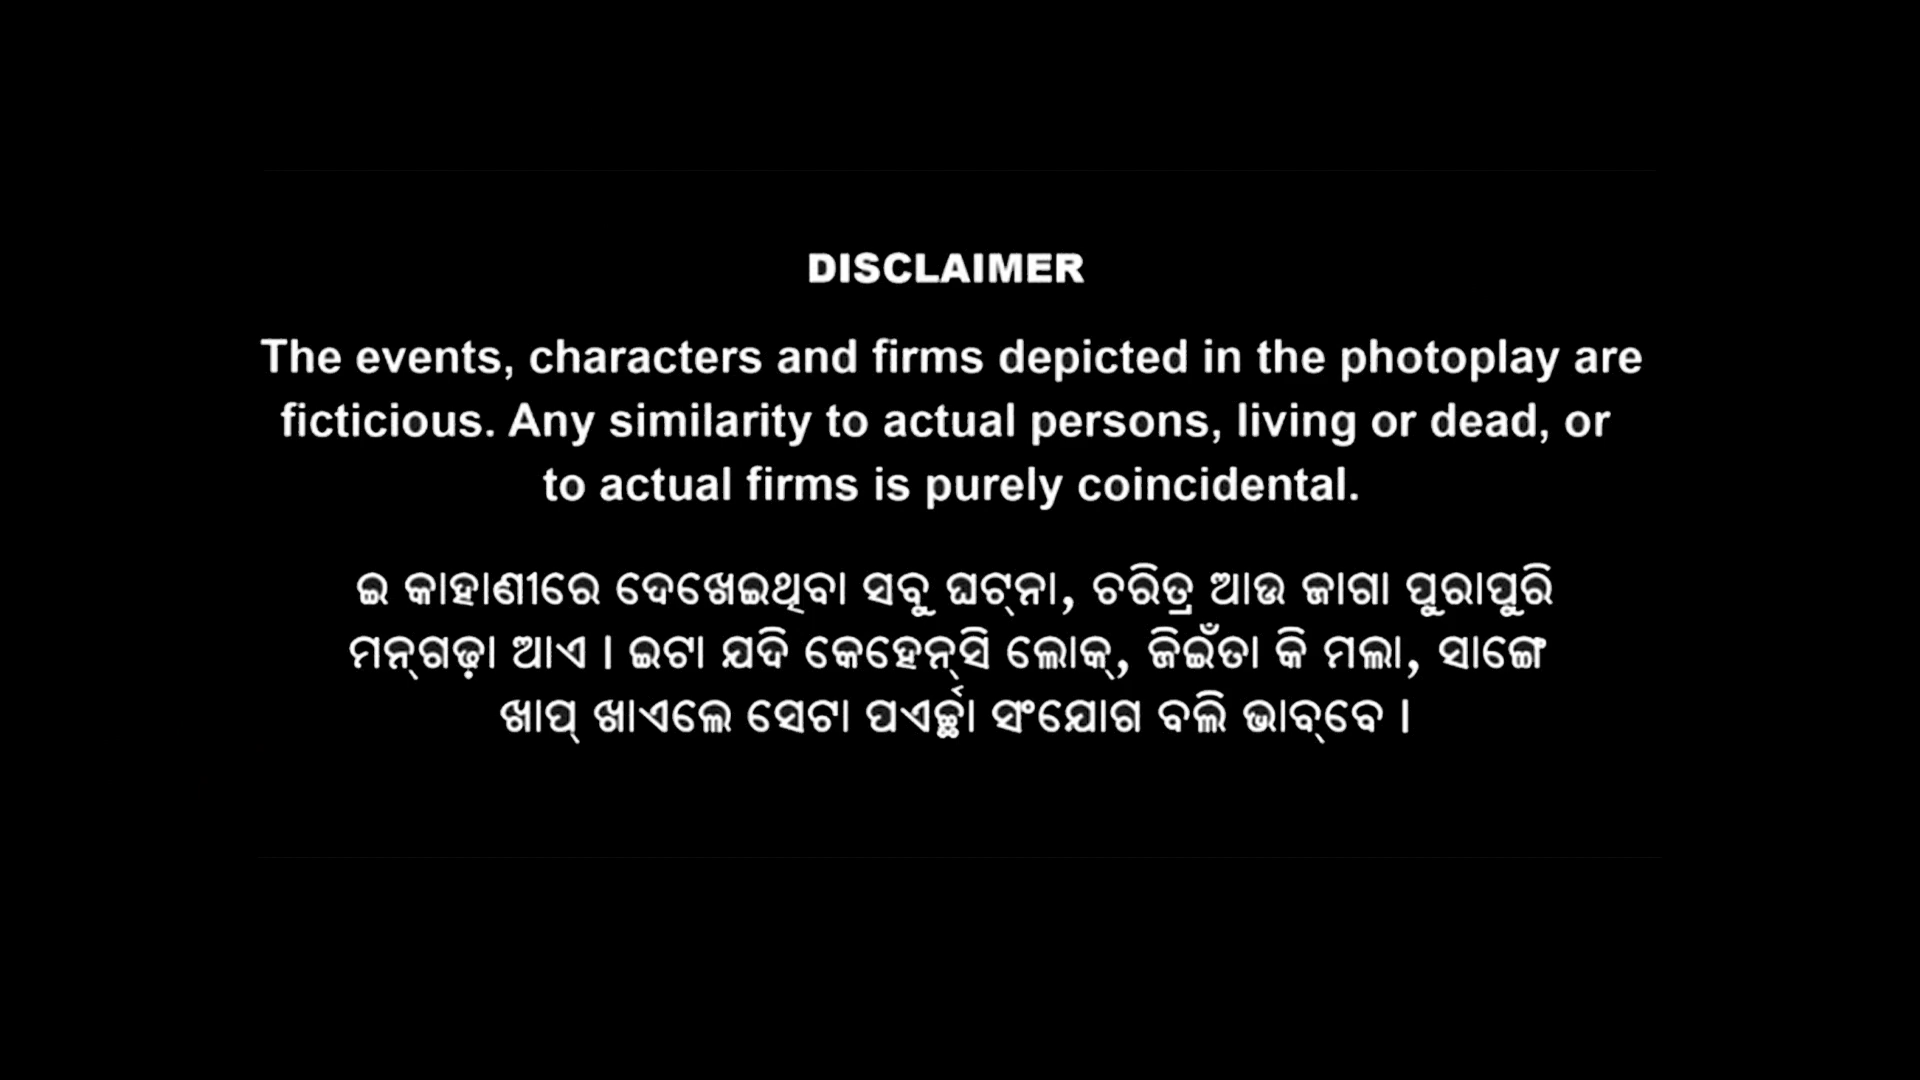 DISCLAIMER
The events, characters and firms depicted in the photoplay are
ficticious. Any similarity to actual persons, living or dead, or
to actual firms is purely coincidental.
ଇ କାହାଣୀରେ ଦେଖେଇଥିବା ସବୁ ଘଟ୍‌ନା, ଚରିତ୍ର ଆଉ ଜାଗା ପୁରାପୁରି
ମନ୍‌ଗଢ଼ା ଆଏ । ଇଟା ଯଦି କେହେନ୍‌ସି ଲୋକ୍, ଜିଇଁତା କି ମଲା, ସାଙ୍ଗେ
ଖାପ୍ ଖାଏଲେ ସେଟା ପଏର୍ଚ୍ଛା ସଂଯୋଗ ବଲି ଭାବ୍‌ବେ ।